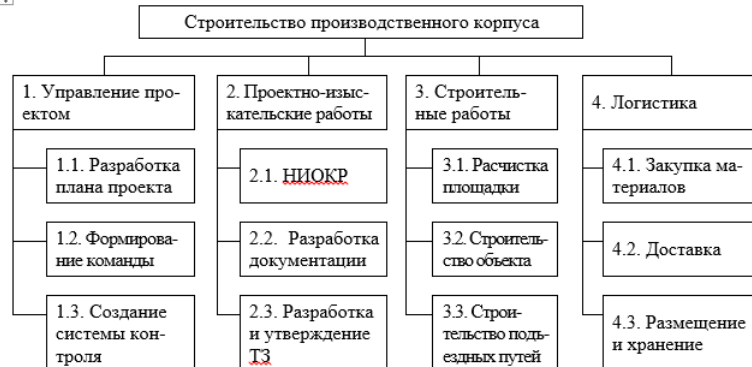 Строительство производственного корпуса
1. Управление про-
ектом
2. Проектно-изыс-
кательские работы
3. Строитель-
ные работы
4. Логистика
1.1. Разработка
плана проекта
2.1. НИОКР
3.1. Расчистка
площадки
4.1. Закупка ма-
териалов
1.2. Формирова-
ние команды
2.2. Разработка
документации
3.2. Строитель-
ство объекта
4.2. Доставка
1.3. Создание
системы кон-
троля
2.3. Разработка
и утверждение
ТЗ
3.3. Строи-
тельство подъ-
ездных путей
4.3. Размещение
и хранение